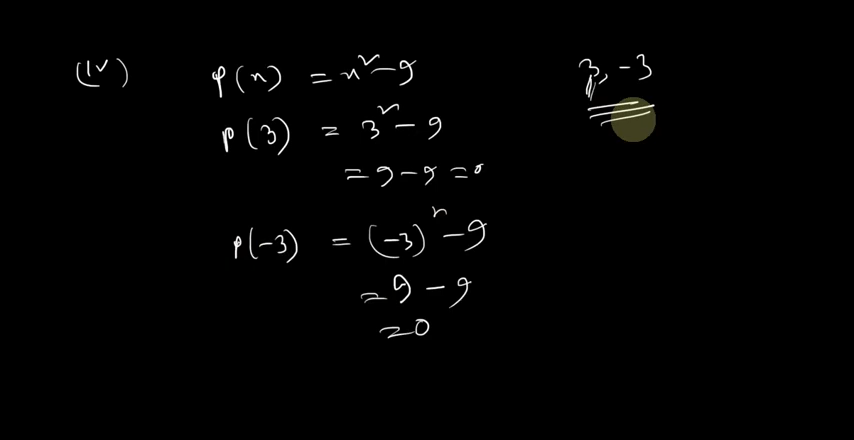 (iv) p(x) = x² - 9 3, -3
p(3) = 3² - 9
= 9 - 9 = 0
p(-3) = (-3)² - 9
= 9 - 9
= 0